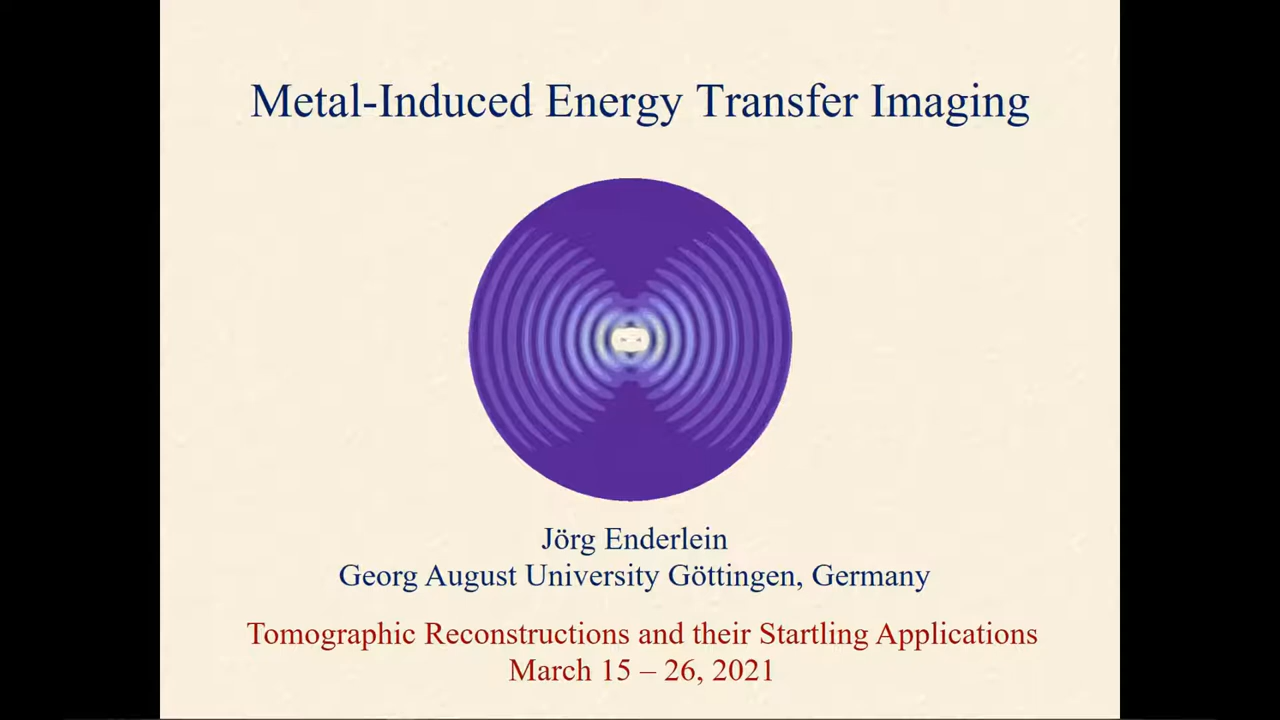 Metal-Induced Energy Transfer Imaging
Jörg Enderlein
Georg August University Göttingen, Germany
Tomographic Reconstructions and their Startling Applications
March 15 – 26, 2021